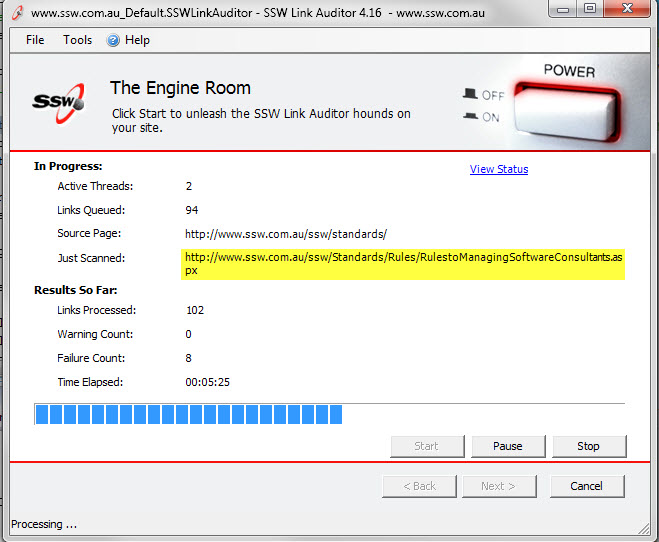 www.ssw.com.au_Default.SSWLinkAuditor - SSW Link Auditor 4.16 - www.ssw.com.au
File Tools Help
SSW
The Engine Room
Click Start to unleash the SSW Link Auditor hounds on
your site.
POWER
OFF
ON
In Progress:
View Status
Active Threads: 2
Links Queued: 94
Source Page: http://www.ssw.com.au/ssw/standards/
Just Scanned: http://www.ssw.com.au/ssw/Standards/Rules/RulestoManagingSoftwareConsultants.as
px
Results So Far:
Links Processed: 102
Warning Count: 0
Failure Count: 8
Time Elapsed: 00:05:25
Start Pause Stop
< Back Next > Cancel
Processing ...